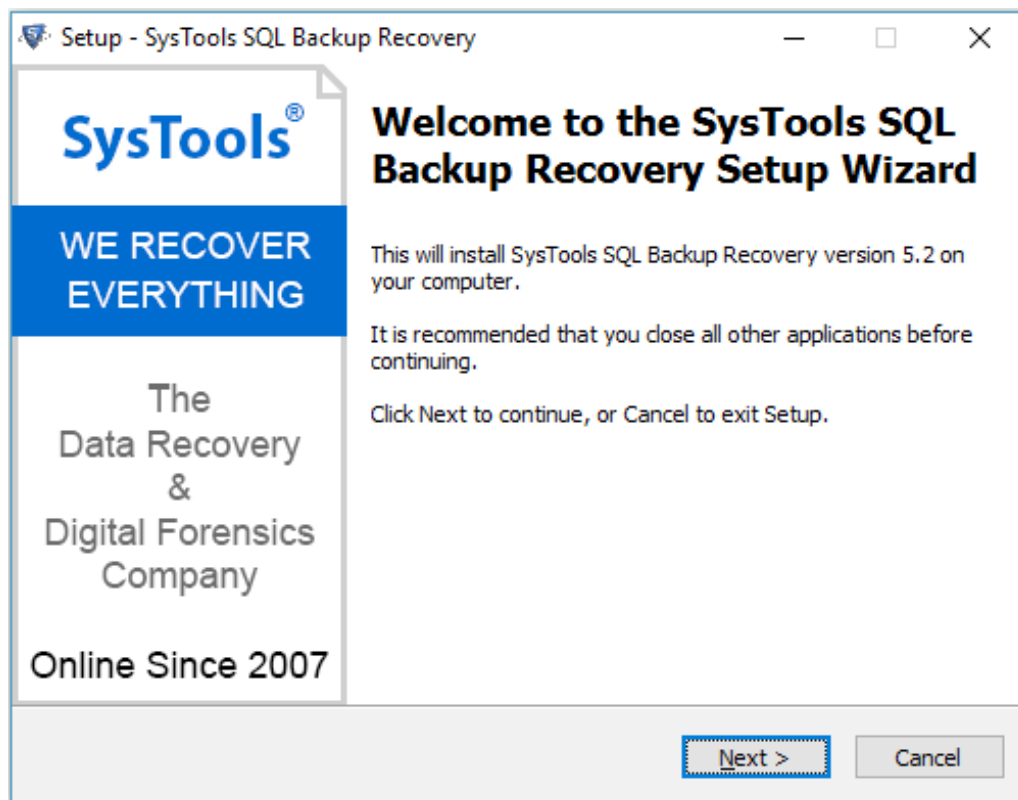 Setup - SysTools SQL Backup Recovery
SysTools®
WE RECOVER
EVERYTHING
The
Data Recovery
&
Digital Forensics
Company
Online Since 2007
Welcome to the SysTools SQL
Backup Recovery Setup Wizard
This will install SysTools SQL Backup Recovery version 5.2 on
your computer.
It is recommended that you close all other applications before
continuing.
Click Next to continue, or Cancel to exit Setup.
Next >
Cancel